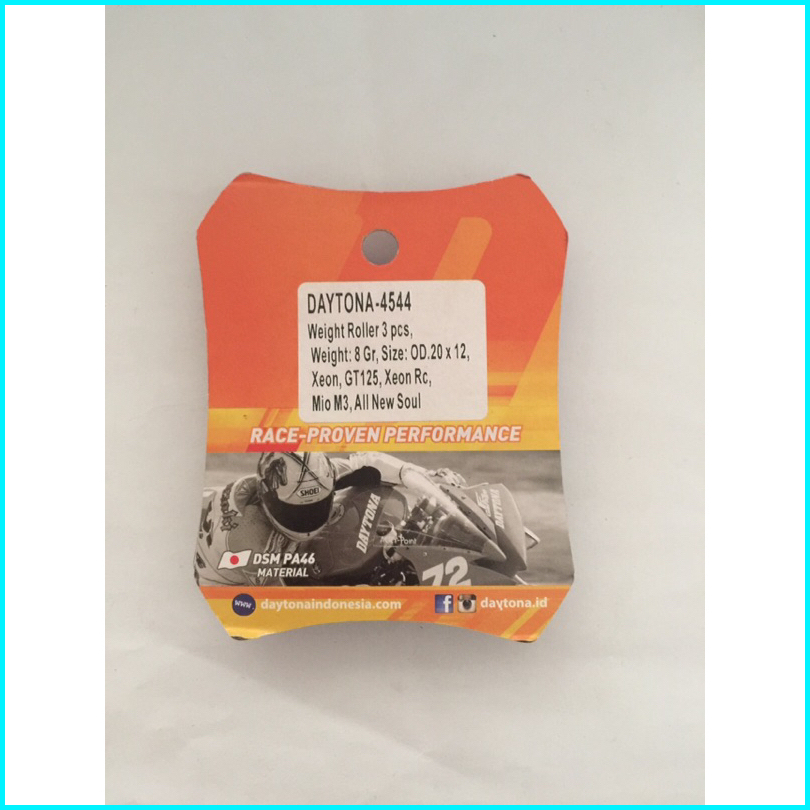 DAYTONA-4544
Weight Roller 3 pcs,
Weight: 8 Gr, Size: OD.20 x 12,
Xeon, GT125, Xeon Rc,
Mio M3, All New Soul
RACE-PROVEN PERFORMANCE
SHOEI
DAYTONA
DAYTONA
72
DSM PA46
MATERIAL
www. daytonaindonesia.com
f daytona.id